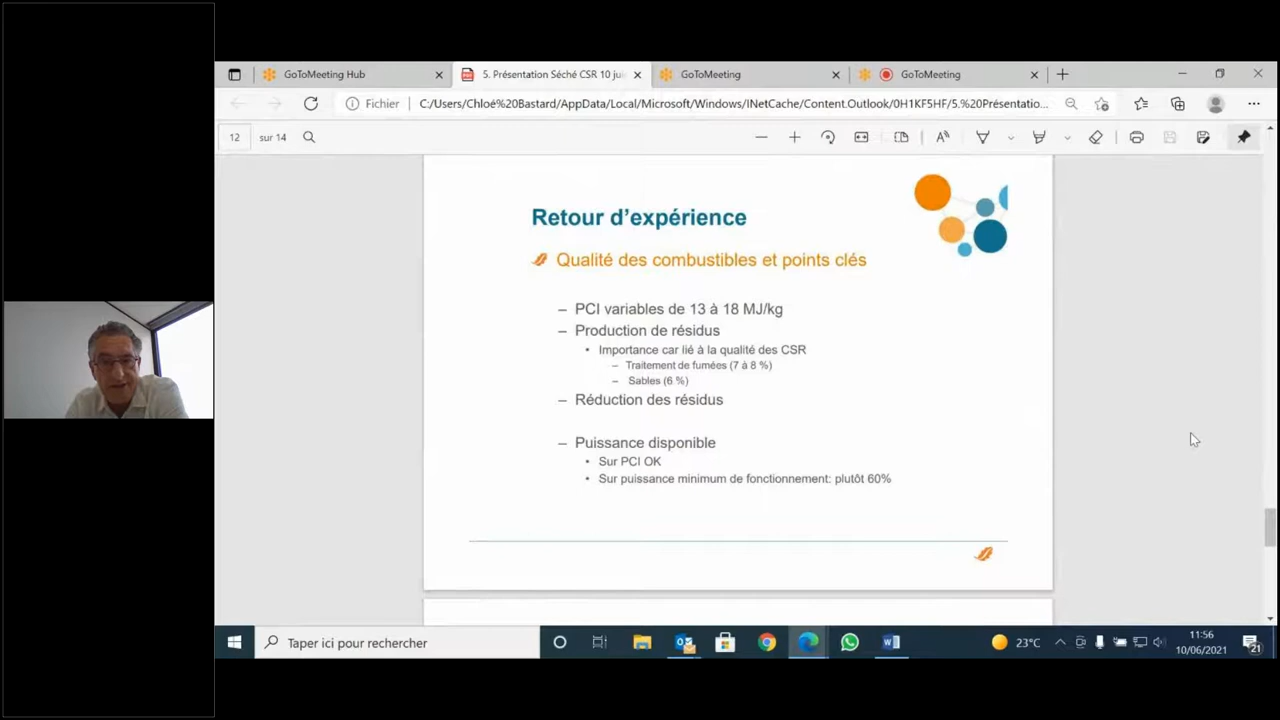 GoToMeeting Hub
5. Présentation Séché CSR 10 jui
GoToMeeting
GoToMeeting
Fichier
C:/Users/Chloé%20Bastard/AppData/Local/Microsoft/Windows/INetCache/Content.Outlook/0H1KF5HF/5.%20Présentatio...
12 sur 14
Retour d'expérience
Qualité des combustibles et points clés
– PCI variables de 13 à 18 MJ/kg
– Production de résidus
• Importance car lié à la qualité des CSR
– Traitement de fumées (7 à 8 %)
– Sables (6 %)
– Réduction des résidus
– Puissance disponible
• Sur PCI OK
• Sur puissance minimum de fonctionnement: plutôt 60%
Taper ici pour rechercher
23°C
11:56
10/06/2021
21